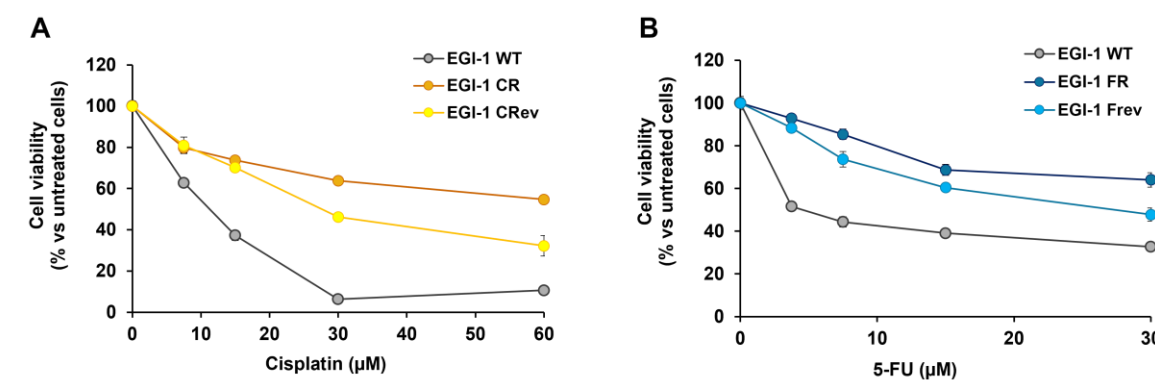 A
EGI-1 WT
EGI-1 CR
EGI-1 CRev
Cell viability
(% vs untreated cells)
120
100
80
60
40
20
0
0 10 20 30 40 50 60
Cisplatin (µM)
B
EGI-1 WT
EGI-1 FR
EGI-1 Frev
Cell viability
(% vs untreated cells)
120
100
80
60
40
20
0
0 10 20 30
5-FU (µM)